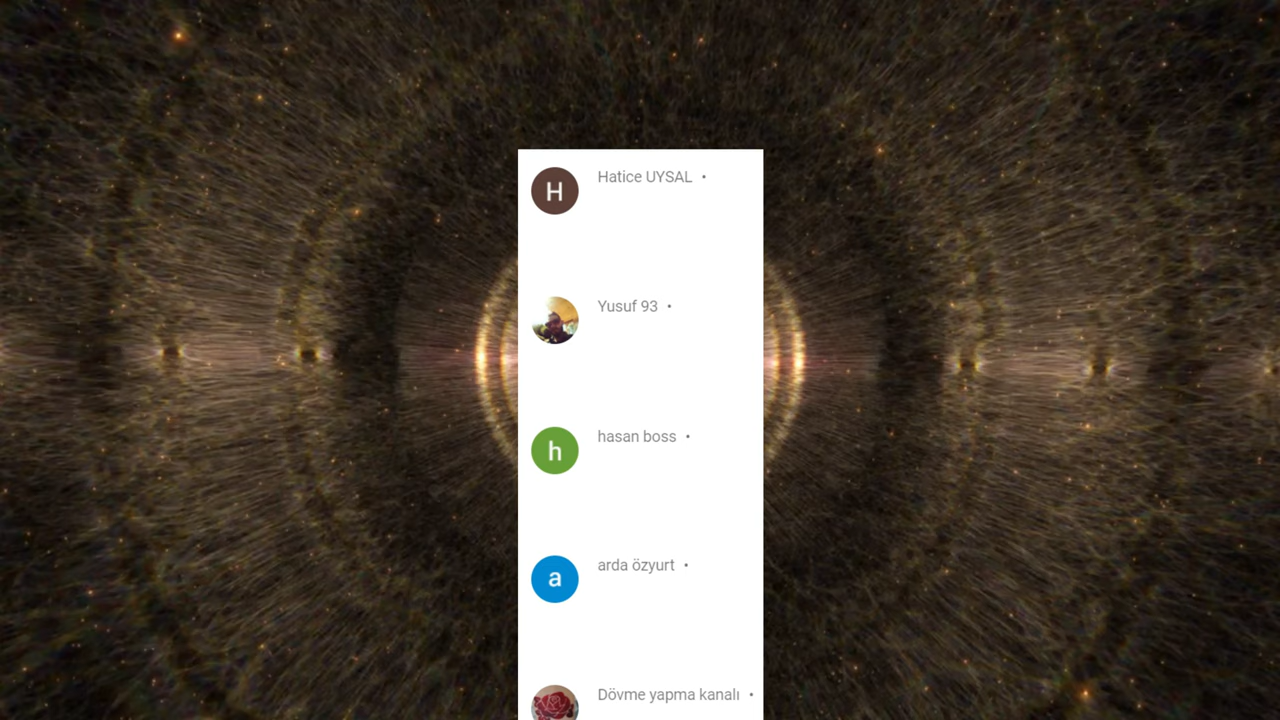 H
Hatice UYSAL •
Yusuf 93 •
h
hasan boss •
a
arda özyurt •
Dövme yapma kanalı •